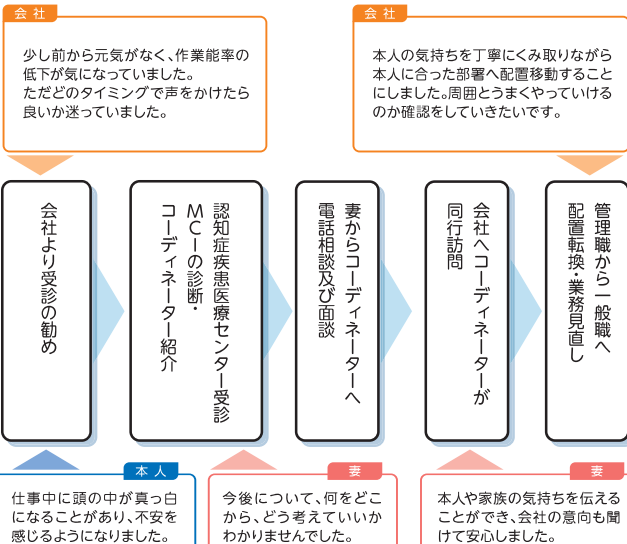 会社
少し前から元気がなく、作業能率の
低下が気になっていました。
ただどのタイミングで声をかけたら
良いか迷っていました。
会社
本人の気持ちを丁寧にくみ取りながら
本人に合った部署へ配置移動すること
にしました。周囲とうまくやっていける
のか確認をしていきたいです。
会社より受診の勧め
認知症疾患医療センター受診
MCIの診断・
コーディネーター紹介
妻からコーディネーターへ
電話相談及び面談
会社へコーディネーターが
同行訪問
管理職から一般職へ
配置転換・業務見直し
本人
仕事中に頭の中が真っ白
になることがあり、不安を
感じるようになりました。
妻
今後について、何をどこ
から、どう考えていいか
わかりませんでした。
妻
本人や家族の気持ちを伝える
ことができ、会社の意向も聞
けて安心しました。